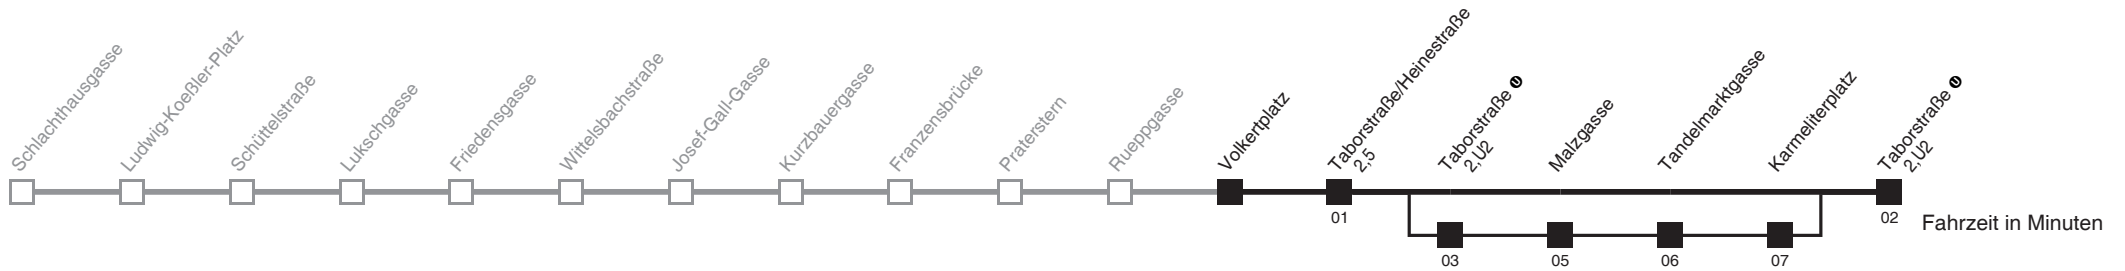 Schlachthausgasse
Ludwig-Koeßler-Platz
Schüttelstraße
Lukschgasse
Friedensgasse
Wittelsbachstraße
Josef-Gall-Gasse
Kurzbauergasse
Franzensbrücke
Praterstern
Rueppgasse
Volkertplatz
Taborstraße/Heinestraße
2,5
Taborstraße U
2,U2
Malzgasse
Tandelmarktgasse
Karmeliterplatz
Taborstraße U
2,U2
01
02
Fahrzeit in Minuten
03
05
06
07